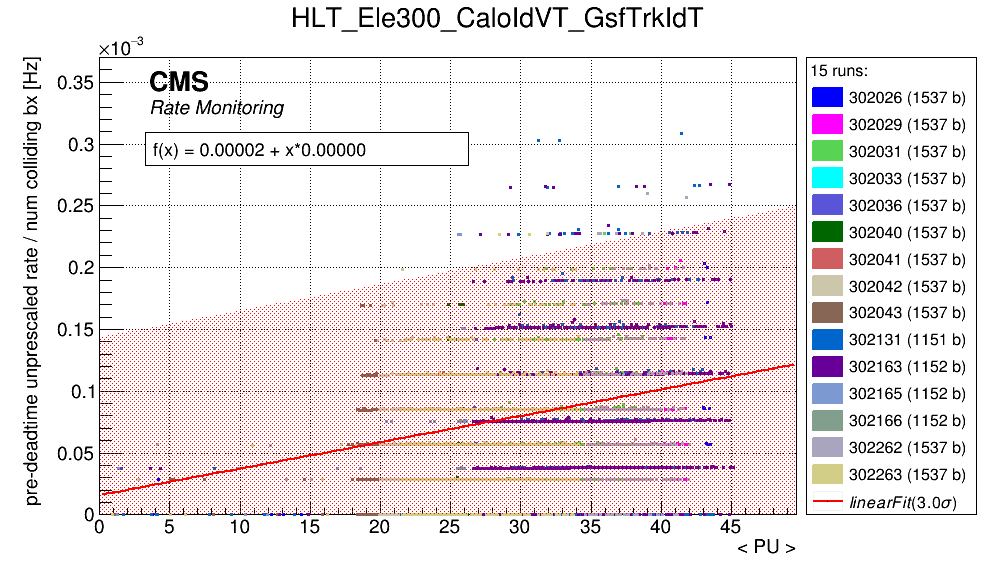 HLT_Ele300_CaloIdVT_GsfTrkIdT
×10⁻³
pre-deadtime unprescaled rate / num colliding bx [Hz]
0.35
0.3
0.25
0.2
0.15
0.1
0.05
0
CMS
Rate Monitoring
f(x) = 0.00002 + x*0.00000
0 5 10 15 20 25 30 35 40 45
< PU >
15 runs:
302026 (1537 b)
302029 (1537 b)
302031 (1537 b)
302033 (1537 b)
302036 (1537 b)
302040 (1537 b)
302041 (1537 b)
302042 (1537 b)
302043 (1537 b)
302131 (1151 b)
302163 (1152 b)
302165 (1152 b)
302166 (1152 b)
302262 (1537 b)
302263 (1537 b)
linearFit(3.0σ)